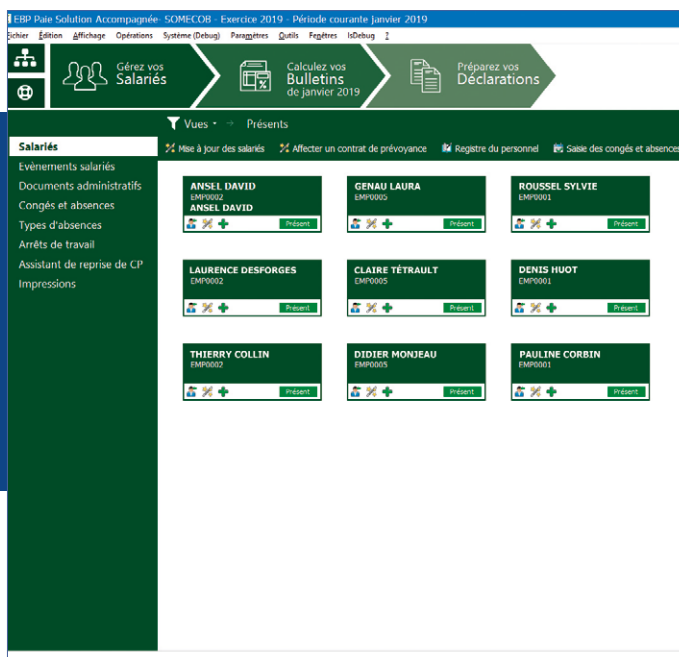 EBP Paie Solution Accompagnée- SOMECOB - Exercice 2019 - Période courante Janvier 2019
Fichier Édition Affichage Opérations Système (Debug) Paramètres Outils Fenêtres IsDebug ?
Gérez vos
Salariés
Calculez vos
Bulletins
de janvier 2019
Préparez vos
Déclarations
Vues → Présents
Salariés
Evènements salariés
Documents administratifs
Congés et absences
Types d'absences
Arrêts de travail
Assistant de reprise de CP
Impressions
Mise à jour des salariés Affecter un contrat de prévoyance Registre du personnel Saisie des congés et absences
ANSEL DAVID
EMP0002
ANSEL DAVID
Présent
GENAU LAURA
EMP0005
Présent
ROUSSEL SYLVIE
EMP0001
Présent
LAURENCE DESFORGES
EMP0002
Présent
CLAIRE TÉTRAULT
EMP0005
Présent
DENIS HUOT
EMP0001
Présent
THIERRY COLLIN
EMP0002
Présent
DIDIER MONJEAU
EMP0005
Présent
PAULINE CORBIN
EMP0001
Présent